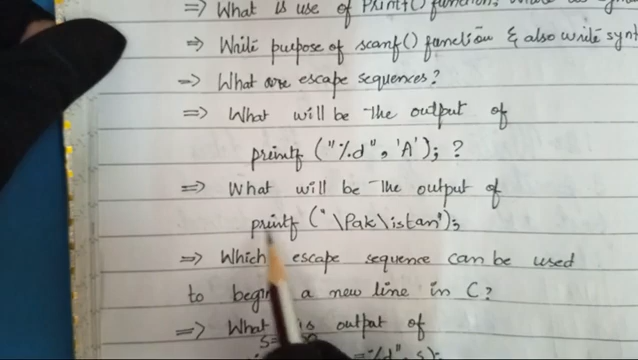 => What is use of Printf() function,
=> Write purpose of scanf() function & also write
=> What are escape sequences?
=> What will be the output of
printf ("%d", 'A'); ?
=> What will be the output of
printf (" \Pak\istan");
=> Which escape sequence can be used
to begin a new line in C?
=> What is output of